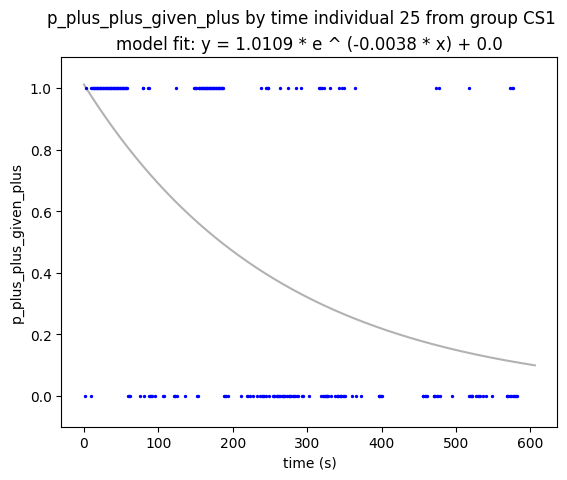 p_plus_plus_given_plus by time individual 25 from group CS1
model fit: y = 1.0109 * e ^ (-0.0038 * x) + 0.0
1.0
0.8
0.6
0.4
0.2
0.0
p_plus_plus_given_plus
0 100 200 300 400 500 600
time (s)